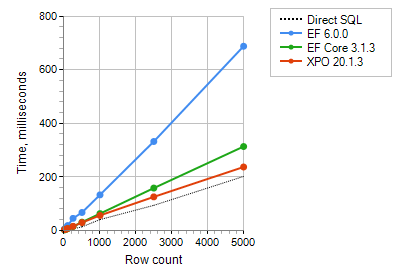 Direct SQL
EF 6.0.0
EF Core 3.1.3
XPO 20.1.3
Time, milliseconds
800
600
400
200
0
0 1000 2000 3000 4000 5000
Row count